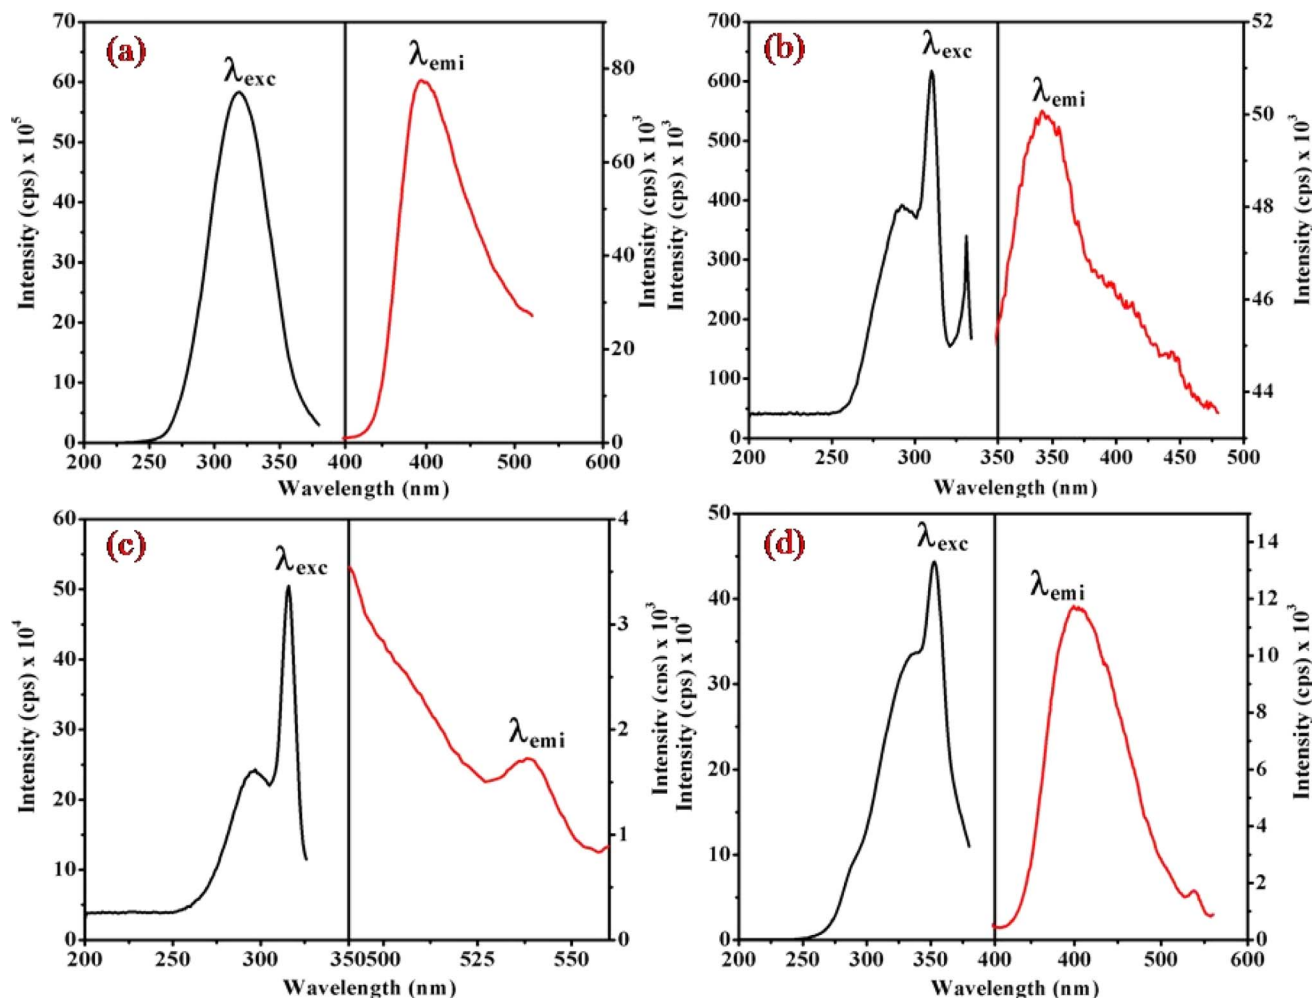 (a)
λexc
λemi
70
60
50
40
30
20
10
0
80
60
40
20
0
Intensity (cps) x 10⁵
Intensity (cps) x 10³
200 250 300 350 400 400 500 600
Wavelength (nm)
(b)
λexc
λemi
700
600
500
400
300
200
100
0
52
50
48
46
44
Intensity (cps) x 10³
Intensity (cps) x 10³
200 250 300 350 350 400 450 500
Wavelength (nm)
(c)
λexc
λemi
60
50
40
30
20
10
0
4
3
2
1
0
Intensity (cps) x 10⁴
Intensity (cps) x 10³
200 250 300 350 500 525 550
Wavelength (nm)
(d)
λexc
λemi
50
40
30
20
10
0
14
12
10
8
6
4
2
0
Intensity (cps) x 10⁴
Intensity (cps) x 10³
200 250 300 350 400 400 500 600
Wavelength (nm)